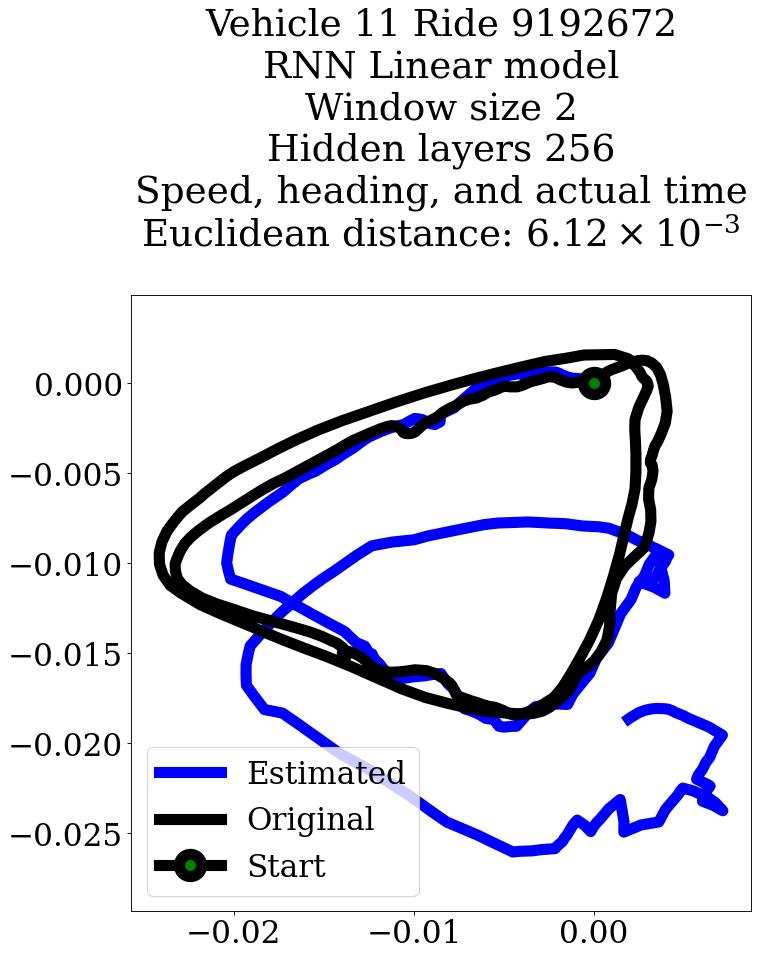 Vehicle 11 Ride 9192672
RNN Linear model
Window size 2
Hidden layers 256
Speed, heading, and actual time
Euclidean distance: 6.12 × 10⁻³
0.000
−0.005
−0.010
−0.015
−0.020
−0.025
Estimated
Original
Start
−0.02 −0.01 0.00